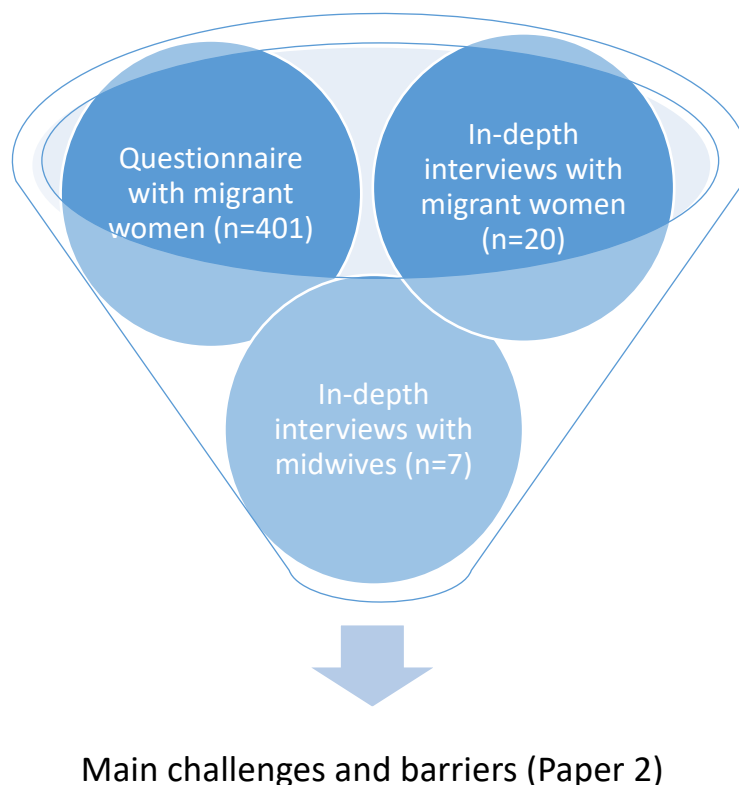 Questionnaire
with migrant
women (n=401)
In-depth
interviews with
migrant women
(n=20)
In-depth
interviews with
midwives (n=7)
Main challenges and barriers (Paper 2)